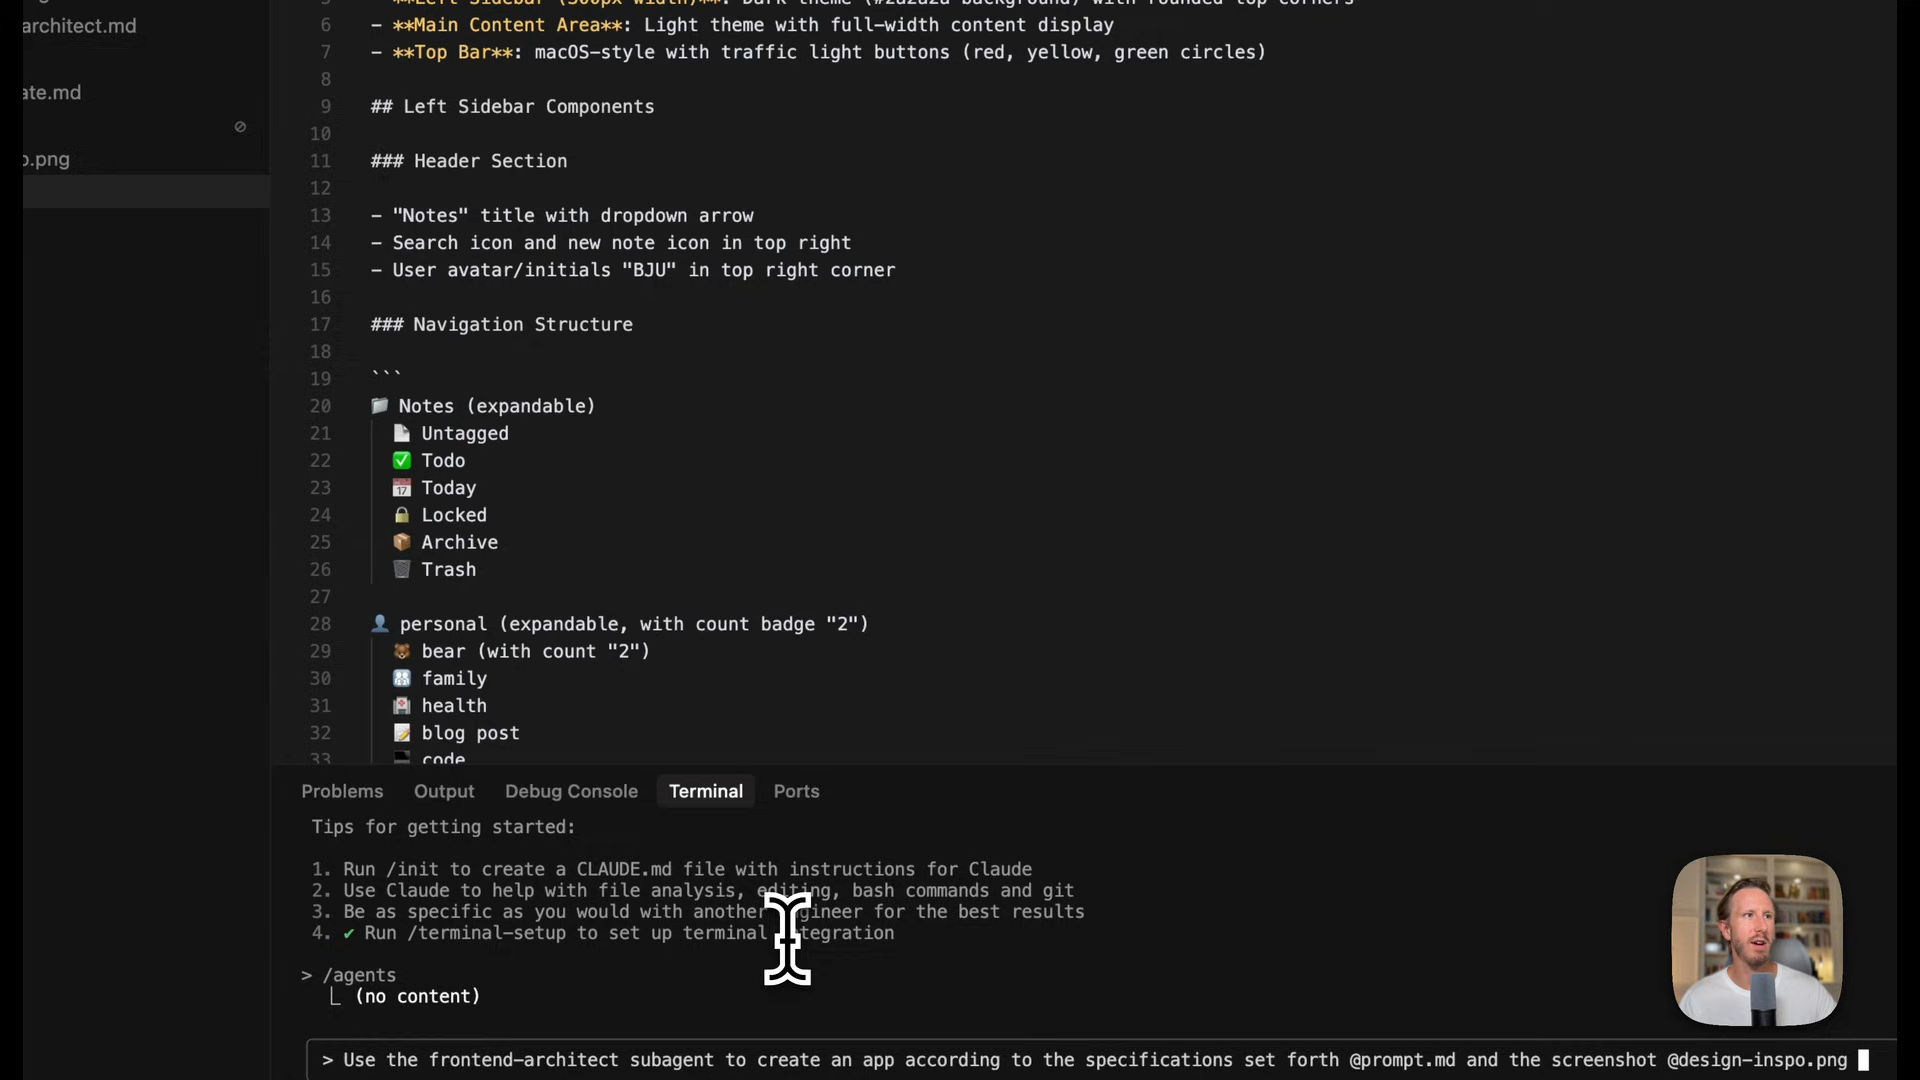 architect.md
ate.md
o.png
6 - **Main Content Area**: Light theme with full-width content display
7 - **Top Bar**: macOS-style with traffic light buttons (red, yellow, green circles)
8
9 ## Left Sidebar Components
10
11 ### Header Section
12
13 - "Notes" title with dropdown arrow
14 - Search icon and new note icon in top right
15 - User avatar/initials "BJU" in top right corner
16
17 ### Navigation Structure
18
19 ```
20 Notes (expandable)
21 Untagged
22 Todo
23 Today
24 Locked
25 Archive
26 Trash
27
28 personal (expandable, with count badge "2")
29 bear (with count "2")
30 family
31 health
32 blog post
33 code
Problems Output Debug Console Terminal Ports
Tips for getting started:
1. Run /init to create a CLAUDE.md file with instructions for Claude
2. Use Claude to help with file analysis, editing, bash commands and git
3. Be as specific as you would with another engineer for the best results
4. ✔ Run /terminal-setup to set up terminal integration
> /agents
(no content)
> Use the frontend-architect subagent to create an app according to the specifications set forth @prompt.md and the screenshot @design-inspo.png